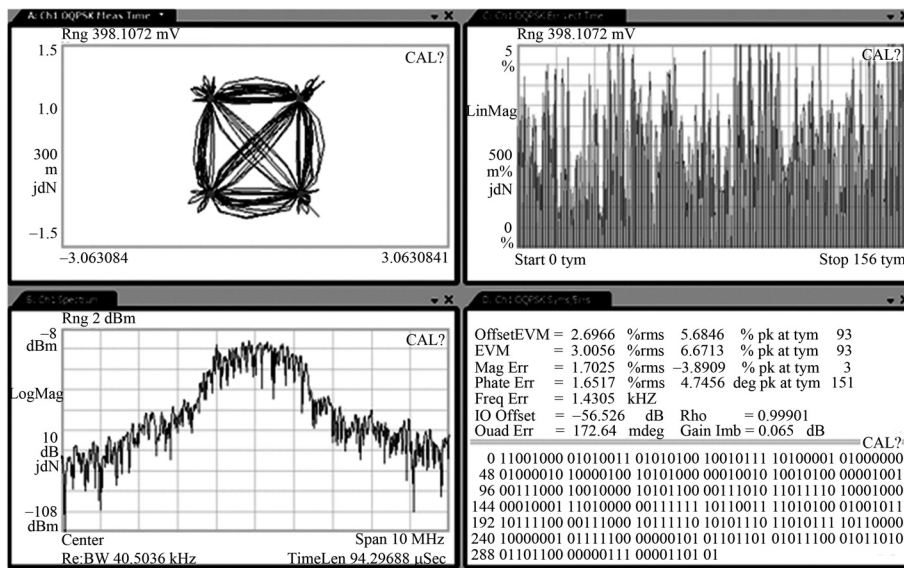 A: Ch1 OQPSK Meas Time
Rng 398.1072 mV
CAL?
1.5
1.0
300
m
jdN
−1.5
−3.063084
3.0630841
Rng 398.1072 mV
CAL?
5
%
LinMag
500
m%
jdN
0
%
Start 0 tym
Stop 156 tym
B: Ch1 Spectrum
Rng 2 dBm
CAL?
−8
dBm
LogMag
10
dB
jdN
−108
dBm
Center
Span 10 MHz
Re:BW 40.5036 kHz
TimeLen 94.29688 μSec
D: Ch1 OQPSK Syms/Errs
OffsetEVM = 2.6966 %rms 5.6846 % pk at tym 93
EVM = 3.0056 %rms 6.6713 % pk at tym 93
Mag Err = 1.7025 %rms −3.8909 % pk at tym 3
Phate Err = 1.6517 %rms 4.7456 deg pk at tym 151
Freq Err = 1.4305 kHZ
IO Offset = −56.526 dB Rho = 0.99901
Ouad Err = 172.64 mdeg Gain Imb = 0.065 dB
CAL?
0 11001000 01010011 01010100 10010111 10100001 01000000
48 01000010 10000100 10101000 00010010 10010100 00001001
96 00111000 10010000 10101100 00111010 11011110 10001000
144 00010001 11010000 00111111 10110011 11010100 01001011
192 10111100 00111000 10111110 10101110 11010111 10110000
240 10000001 01111100 00000101 01101101 01011100 01011010
288 01101100 00000111 00001101 01